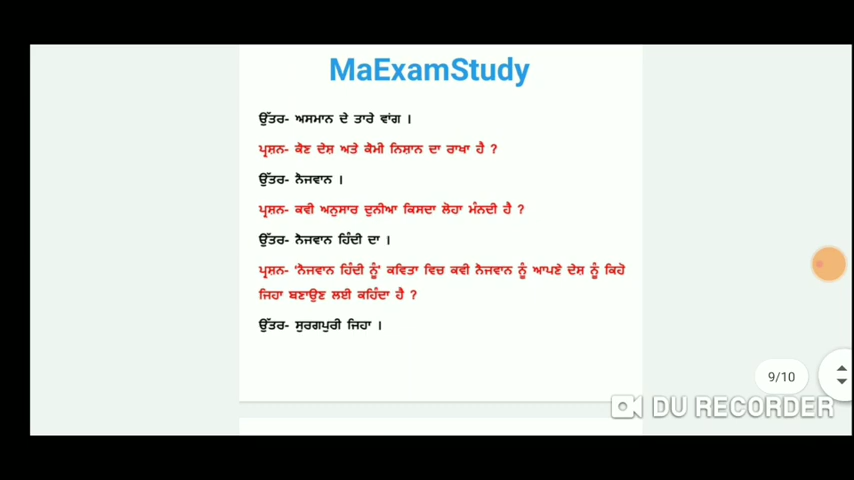 MaExamStudy
ਉੱਤਰ- ਅਸਮਾਨ ਦੇ ਤਾਰੇ ਵਾਂਗ ।
ਪ੍ਰਸ਼ਨ- ਕੌਣ ਦੇਸ਼ ਅਤੇ ਕੌਮੀ ਨਿਸ਼ਾਨ ਦਾ ਰਾਖਾ ਹੈ ?
ਉੱਤਰ- ਨੌਜਵਾਨ ।
ਪ੍ਰਸ਼ਨ- ਕਵੀ ਅਨੁਸਾਰ ਦੁਨੀਆ ਕਿਸਦਾ ਲੋਹਾ ਮੰਨਦੀ ਹੈ ?
ਉੱਤਰ- ਨੌਜਵਾਨ ਹਿੰਦੀ ਦਾ ।
ਪ੍ਰਸ਼ਨ- 'ਨੌਜਵਾਨ ਹਿੰਦੀ ਨੂੰ' ਕਵਿਤਾ ਵਿਚ ਕਵੀ ਨੌਜਵਾਨ ਨੂੰ ਆਪਣੇ ਦੇਸ਼ ਨੂੰ ਕਿਹੋ
ਜਿਹਾ ਬਣਾਉਣ ਲਈ ਕਹਿੰਦਾ ਹੈ ?
ਉੱਤਰ- ਸੁਰਗਪੁਰੀ ਜਿਹਾ ।
9/10
DU RECORDER